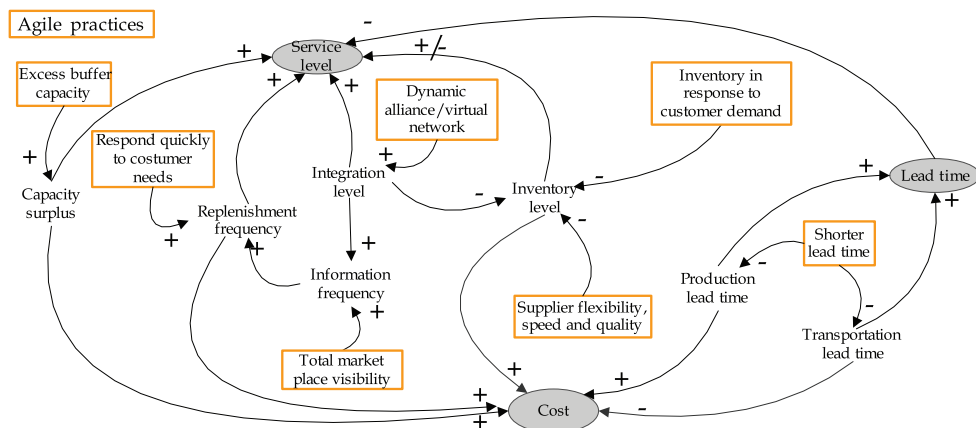 Agile practices
-
+
Service
level
+/-
+
+
Excess buffer
capacity
Dynamic
alliance/virtual
network
Inventory in
response to
customer demand
Respond quickly
to costumer
needs
+
+
+
Capacity
surplus
Integration
level
-
Inventory
level
-
Lead time
+
Replenishment
frequency
+
+
+
-
Shorter
lead time
Information
frequency
Production
lead time
-
+
Supplier flexibility,
speed and quality
-
Transportation
lead time
Total market
place visibility
+
+
+
+
Cost
-